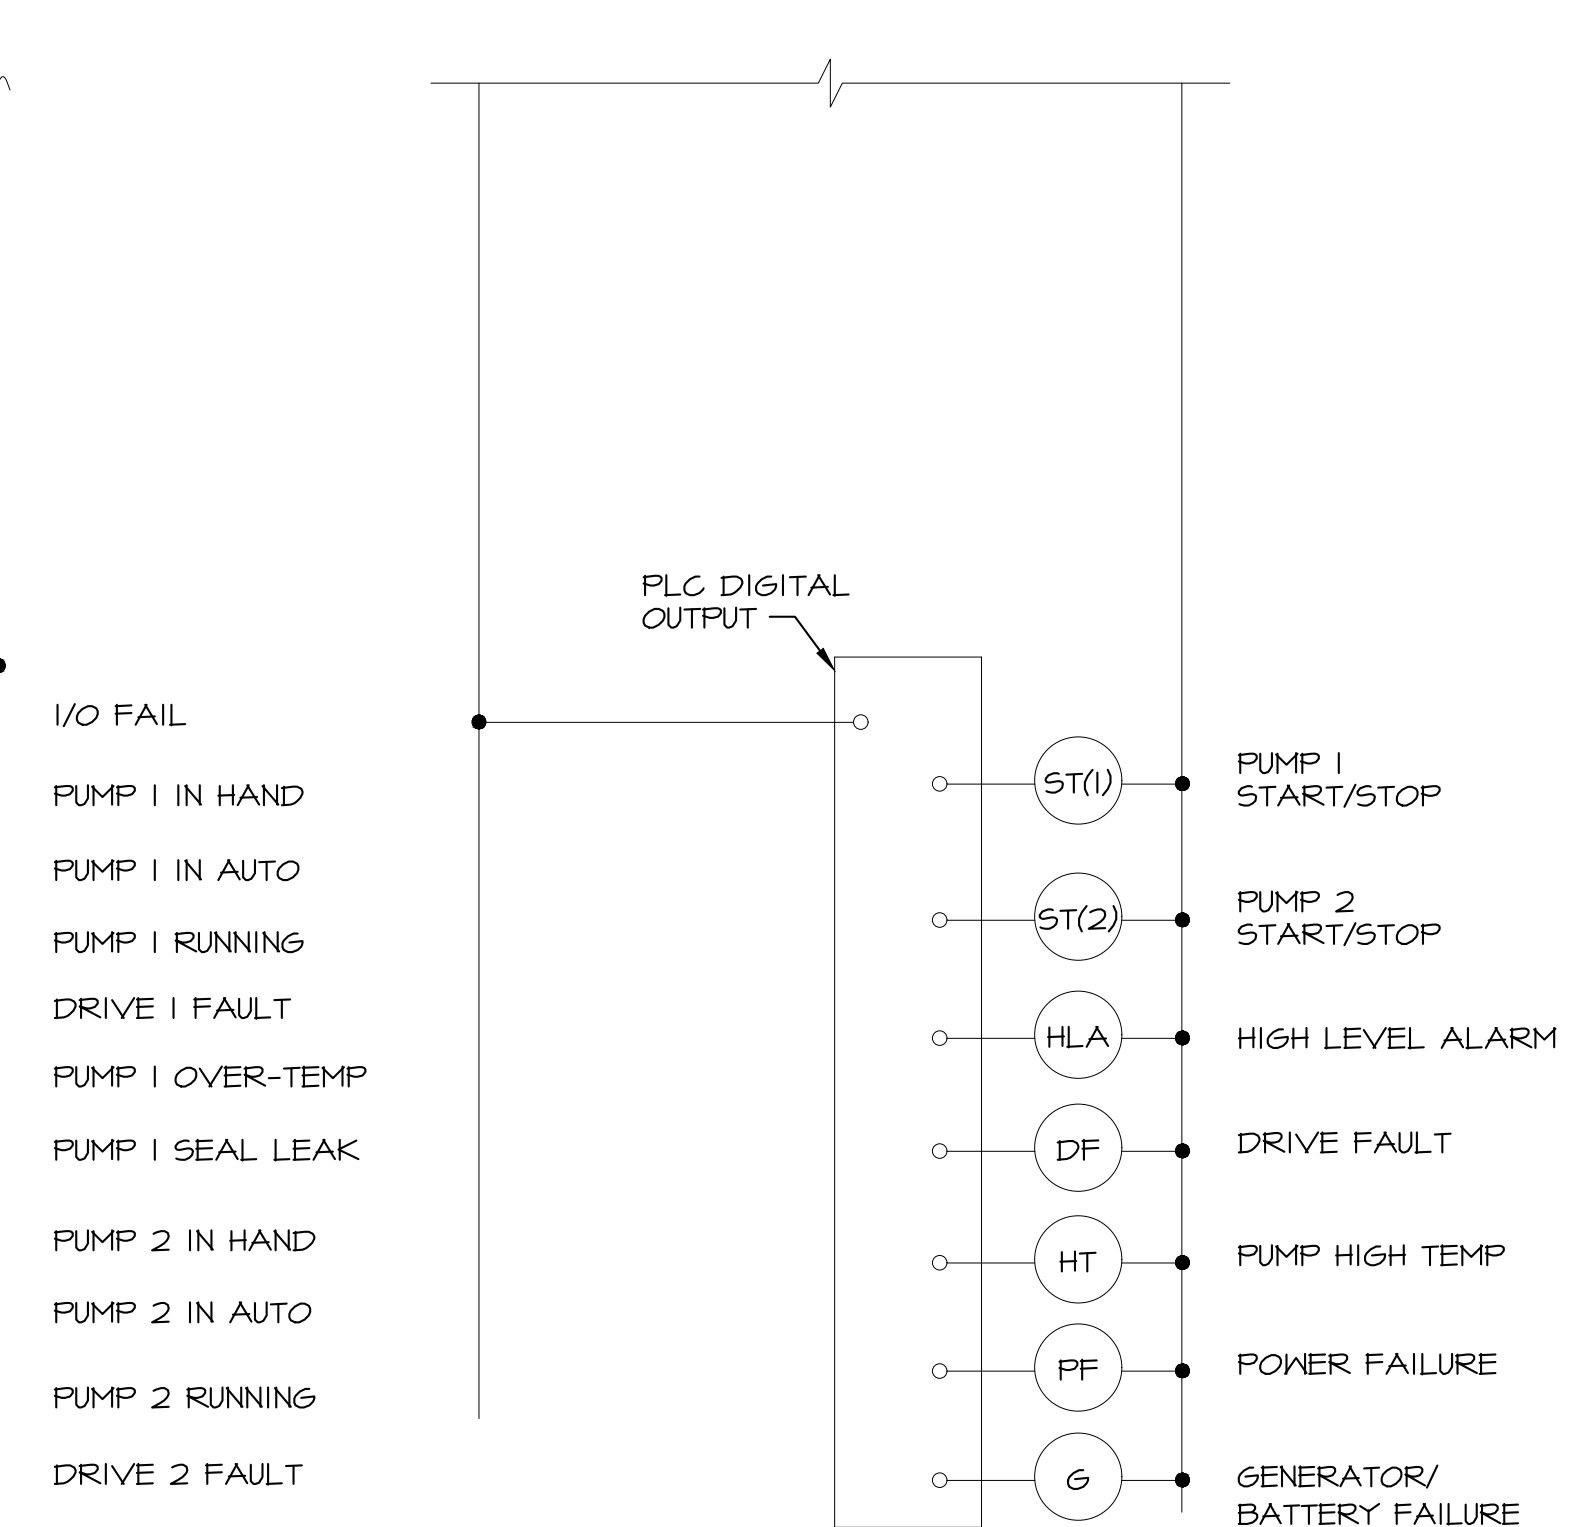 PLC DIGITAL
OUTPUT
I/O FAIL
PUMP 1 IN HAND
PUMP 1 IN AUTO
PUMP 1 RUNNING
DRIVE 1 FAULT
PUMP 1 OVER-TEMP
PUMP 1 SEAL LEAK
PUMP 2 IN HAND
PUMP 2 IN AUTO
PUMP 2 RUNNING
DRIVE 2 FAULT
ST(1)
PUMP 1
START/STOP
ST(2)
PUMP 2
START/STOP
HLA
HIGH LEVEL ALARM
DF
DRIVE FAULT
HT
PUMP HIGH TEMP
PF
POWER FAILURE
G
GENERATOR/
BATTERY FAILURE